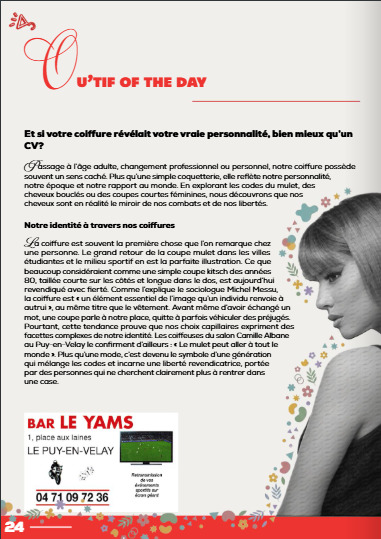 OU'TIF OF THE DAY
Et si votre coiffure révélait votre vraie personnalité, bien mieux qu'un
CV?
Passage à l'âge adulte, changement professionnel ou personnel, notre coiffure possède
souvent un sens caché. Plus qu'une simple coquetterie, elle reflète notre personnalité,
notre époque et notre rapport au monde. En explorant les codes du mulet, des
cheveux bouclés ou des coupes courtes féminines, nous découvrons que nos
cheveux sont en réalité le miroir de nos combats et de nos libertés.
Notre identité à travers nos coiffures
La coiffure est souvent la première chose que l'on remarque chez
une personne. Le grand retour de la coupe mulet dans les villes
étudiantes et le milieu sportif en est la parfaite illustration. Ce que
beaucoup considéraient comme une simple coupe kitsch des années
80, taillée courte sur les côtés et longue dans le dos, est aujourd'hui
revendiqué avec fierté. Comme l'explique le sociologue Michel Messu,
la coiffure est « un élément essentiel de l'image qu'un individu renvoie à
autrui », au même titre que le vêtement. Avant même d'avoir échangé un
mot, une coupe parle à notre place, quitte à parfois véhiculer des préjugés.
Pourtant, cette tendance prouve que nos choix capillaires expriment des
facettes complexes de notre identité. Les coiffeuses du salon Camille Albane
au Puy-en-Velay le confirment d'ailleurs : « Le mulet peut aller à tout le
monde ». Plus qu'une mode, c'est devenu le symbole d'une génération
qui mélange les codes et incarne une liberté revendicatrice, portée
par des personnes qui ne cherchent clairement plus à rentrer dans
une case.
BAR LE YAMS
1, place aux laines
LE PUY-EN-VELAY
Retransmission
de vos
évènements
sportifs sur
écran géant
04 71 09 72 36
24